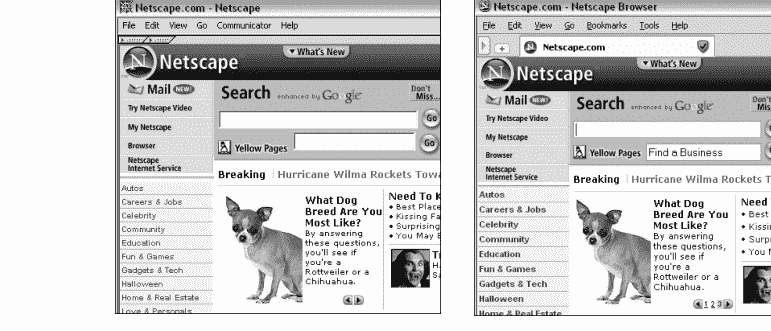 Netscape.com - Netscape
File Edit View Go Communicator Help
What's New
Netscape
Mail NEW!
Search enhanced by Google
Don't
Miss...
Try Netscape Video
Go
My Netscape
Browser
Yellow Pages
Go
Netscape
Internet Service
Breaking Hurricane Wilma Rockets Towa
Autos
Careers & Jobs
Celebrity
Community
Education
Fun & Games
Gadgets & Tech
Halloween
Home & Real Estate
Love & Personals
What Dog
Breed Are You
Most Like?
By answering
these questions,
you'll see if
you're a
Rottweiler or a
Chihuahua.
Need To K
• Best Place
• Kissing Fa
• Surprising
• You May B
Netscape.com - Netscape Browser
File Edit View Go Bookmarks Tools Help
Netscape.com
What's New
Netscape
Mail NEW!
Search enhanced by Google
Don't
Miss
Try Netscape Video
My Netscape
Browser
Yellow Pages Find a Business
Netscape
Internet Service
Breaking Hurricane Wilma Rockets T
Autos
Careers & Jobs
Celebrity
Community
Education
Fun & Games
Gadgets & Tech
Halloween
Home & Real Estate
What Dog
Breed Are You
Most Like?
By answering
these questions,
you'll see if
you're a
Rottweiler or a
Chihuahua.
1 2 3
Need
• Best
• Kissi
• Surpr
• You M